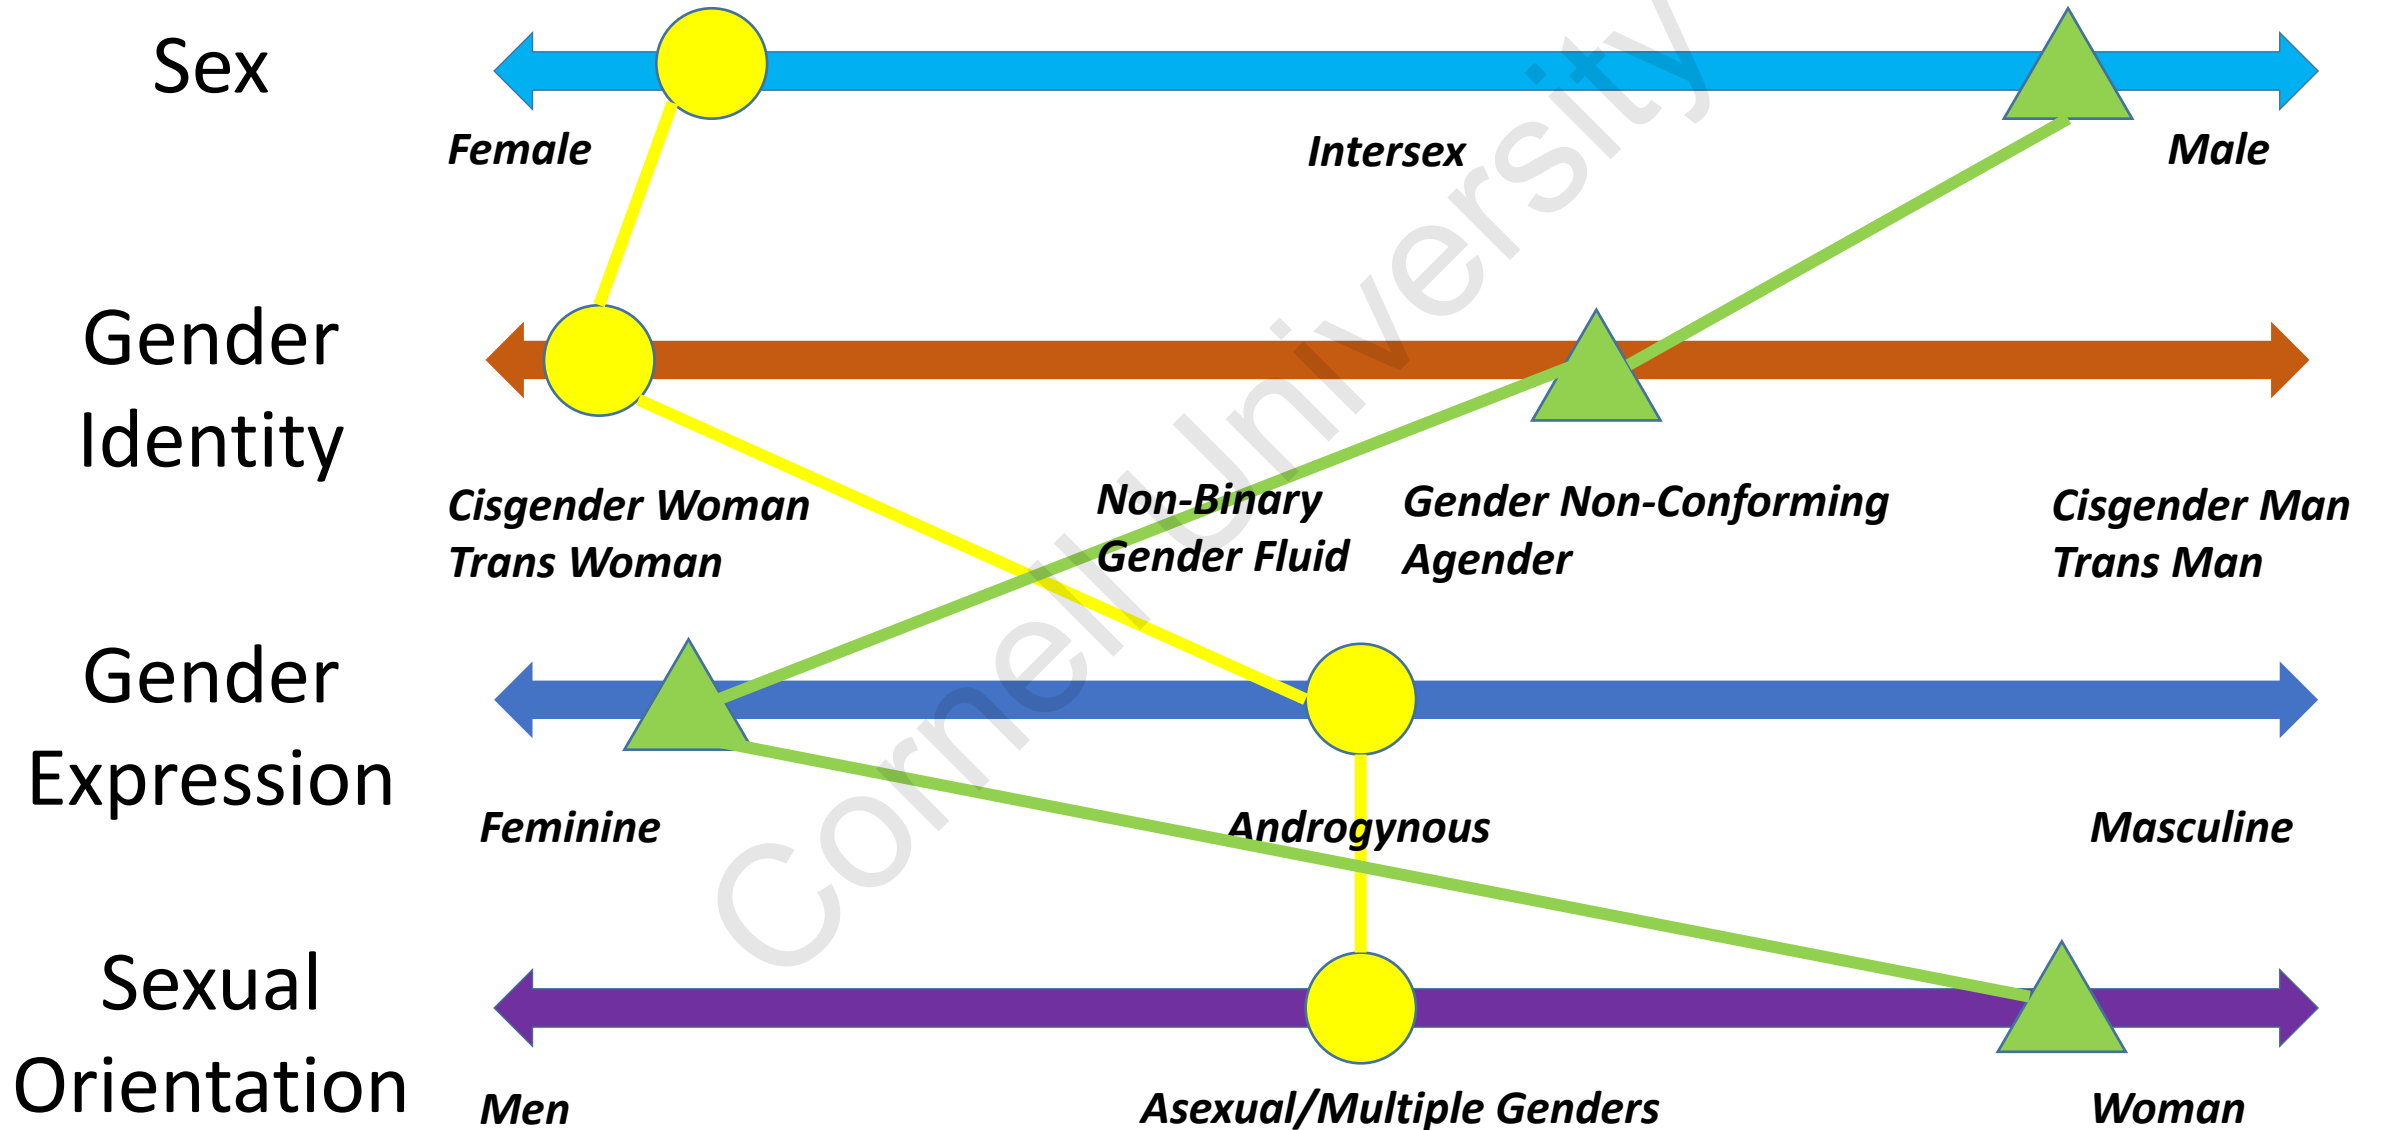 Sex
Female
Intersex
Male
Gender
Identity
Cisgender Woman
Trans Woman
Non-Binary
Gender Fluid
Gender Non-Conforming
Agender
Cisgender Man
Trans Man
Gender
Expression
Feminine
Androgynous
Masculine
Sexual
Orientation
Men
Asexual/Multiple Genders
Woman
Cornell University